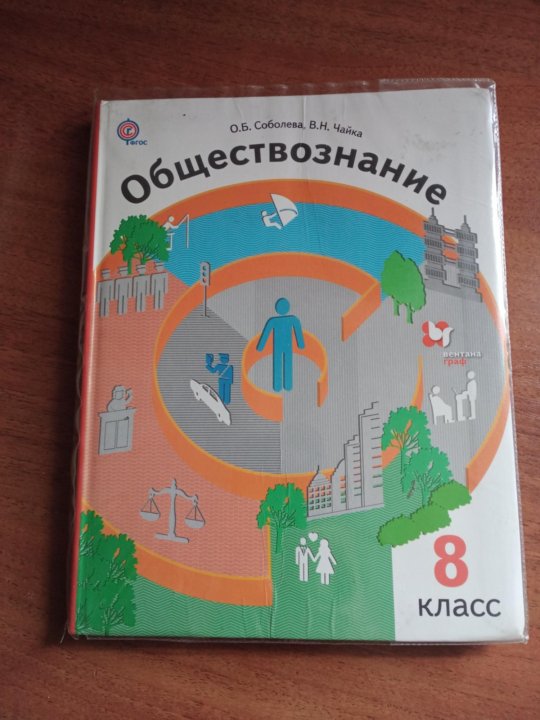 О.Б. Соболева, В.Н. Чайка
ФГОС
Обществознание
вентана
граф
8
класс